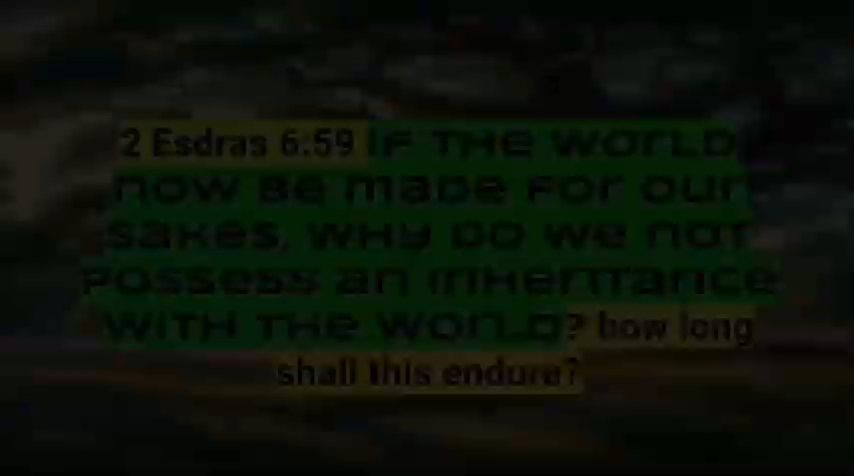 2 Esdras 6:59 IF THE WORLD
NOW BE MADE FOR OUR
SAKES, WHY DO WE NOT
POSSESS AN INHERITANCE
WITH THE WORLD? how long
shall this endure?